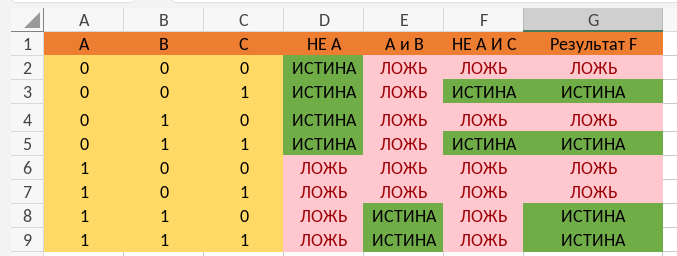 A B C D E F G
1 A B C НЕ А А и В НЕ А И С Результат F
2 0 0 0 ИСТИНА ЛОЖЬ ЛОЖЬ ЛОЖЬ
3 0 0 1 ИСТИНА ЛОЖЬ ИСТИНА ИСТИНА
4 0 1 0 ИСТИНА ЛОЖЬ ЛОЖЬ ЛОЖЬ
5 0 1 1 ИСТИНА ЛОЖЬ ИСТИНА ИСТИНА
6 1 0 0 ЛОЖЬ ЛОЖЬ ЛОЖЬ ЛОЖЬ
7 1 0 1 ЛОЖЬ ЛОЖЬ ЛОЖЬ ЛОЖЬ
8 1 1 0 ЛОЖЬ ИСТИНА ЛОЖЬ ИСТИНА
9 1 1 1 ЛОЖЬ ИСТИНА ЛОЖЬ ИСТИНА